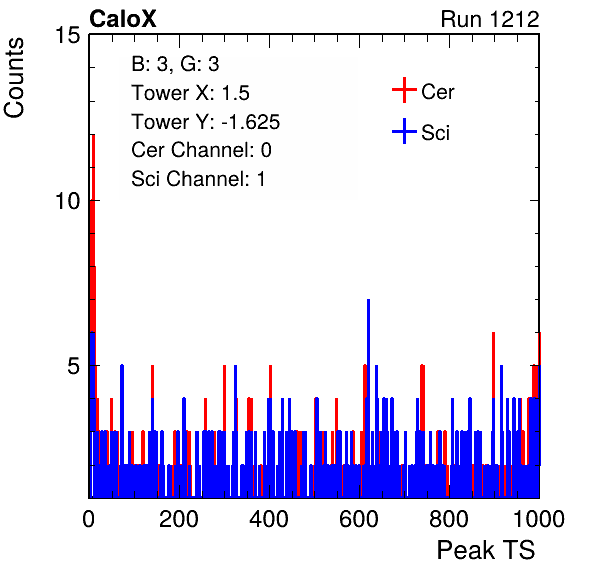 CaloX Run 1212
Counts
15
10
5
B: 3, G: 3
Tower X: 1.5
Tower Y: -1.625
Cer Channel: 0
Sci Channel: 1
Cer
Sci
0 200 400 600 800 1000
Peak TS